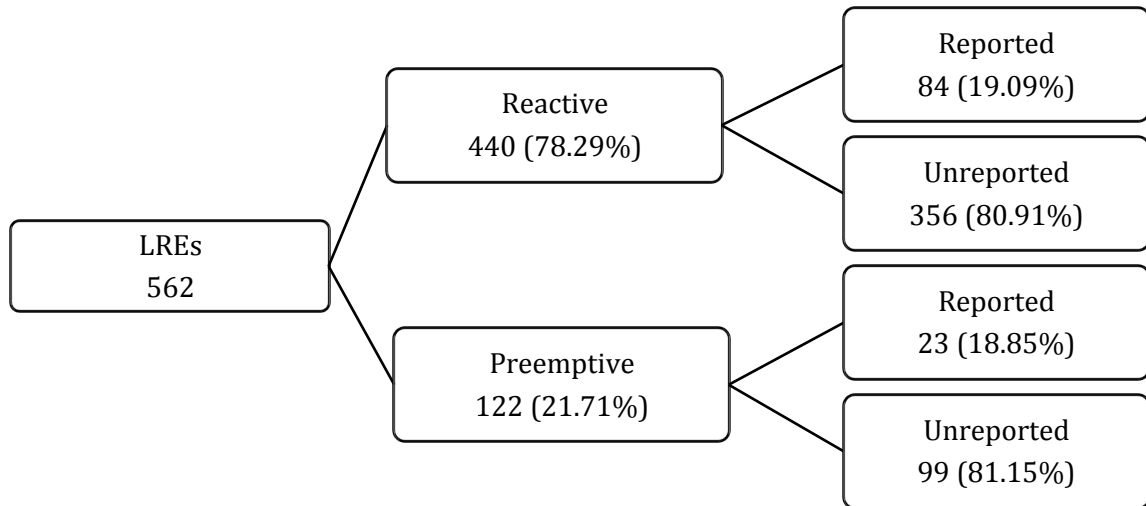 LREs
562
Reactive
440 (78.29%)
Reported
84 (19.09%)
Unreported
356 (80.91%)
Preemptive
122 (21.71%)
Reported
23 (18.85%)
Unreported
99 (81.15%)